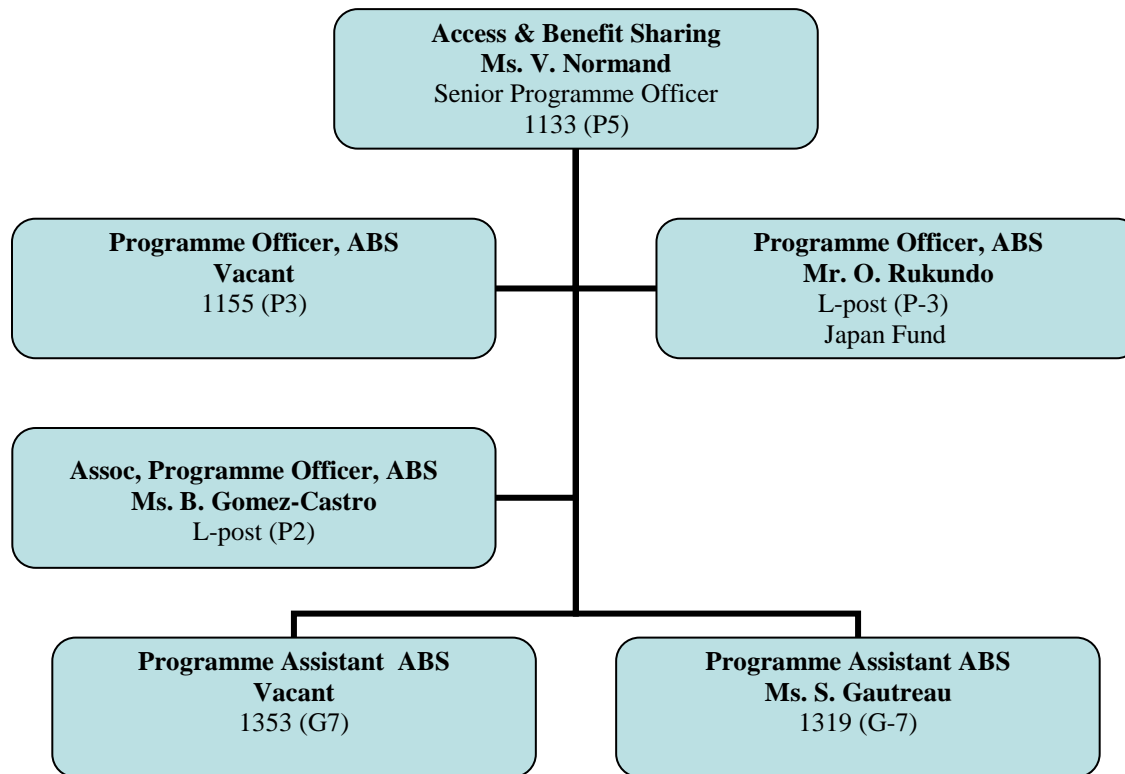 Access & Benefit Sharing
Ms. V. Normand
Senior Programme Officer
1133 (P5)
Programme Officer, ABS
Vacant
1155 (P3)
Programme Officer, ABS
Mr. O. Rukundo
L-post (P-3)
Japan Fund
Assoc, Programme Officer, ABS
Ms. B. Gomez-Castro
L-post (P2)
Programme Assistant  ABS
Vacant
1353 (G7)
Programme Assistant ABS
Ms. S. Gautreau
1319 (G-7)